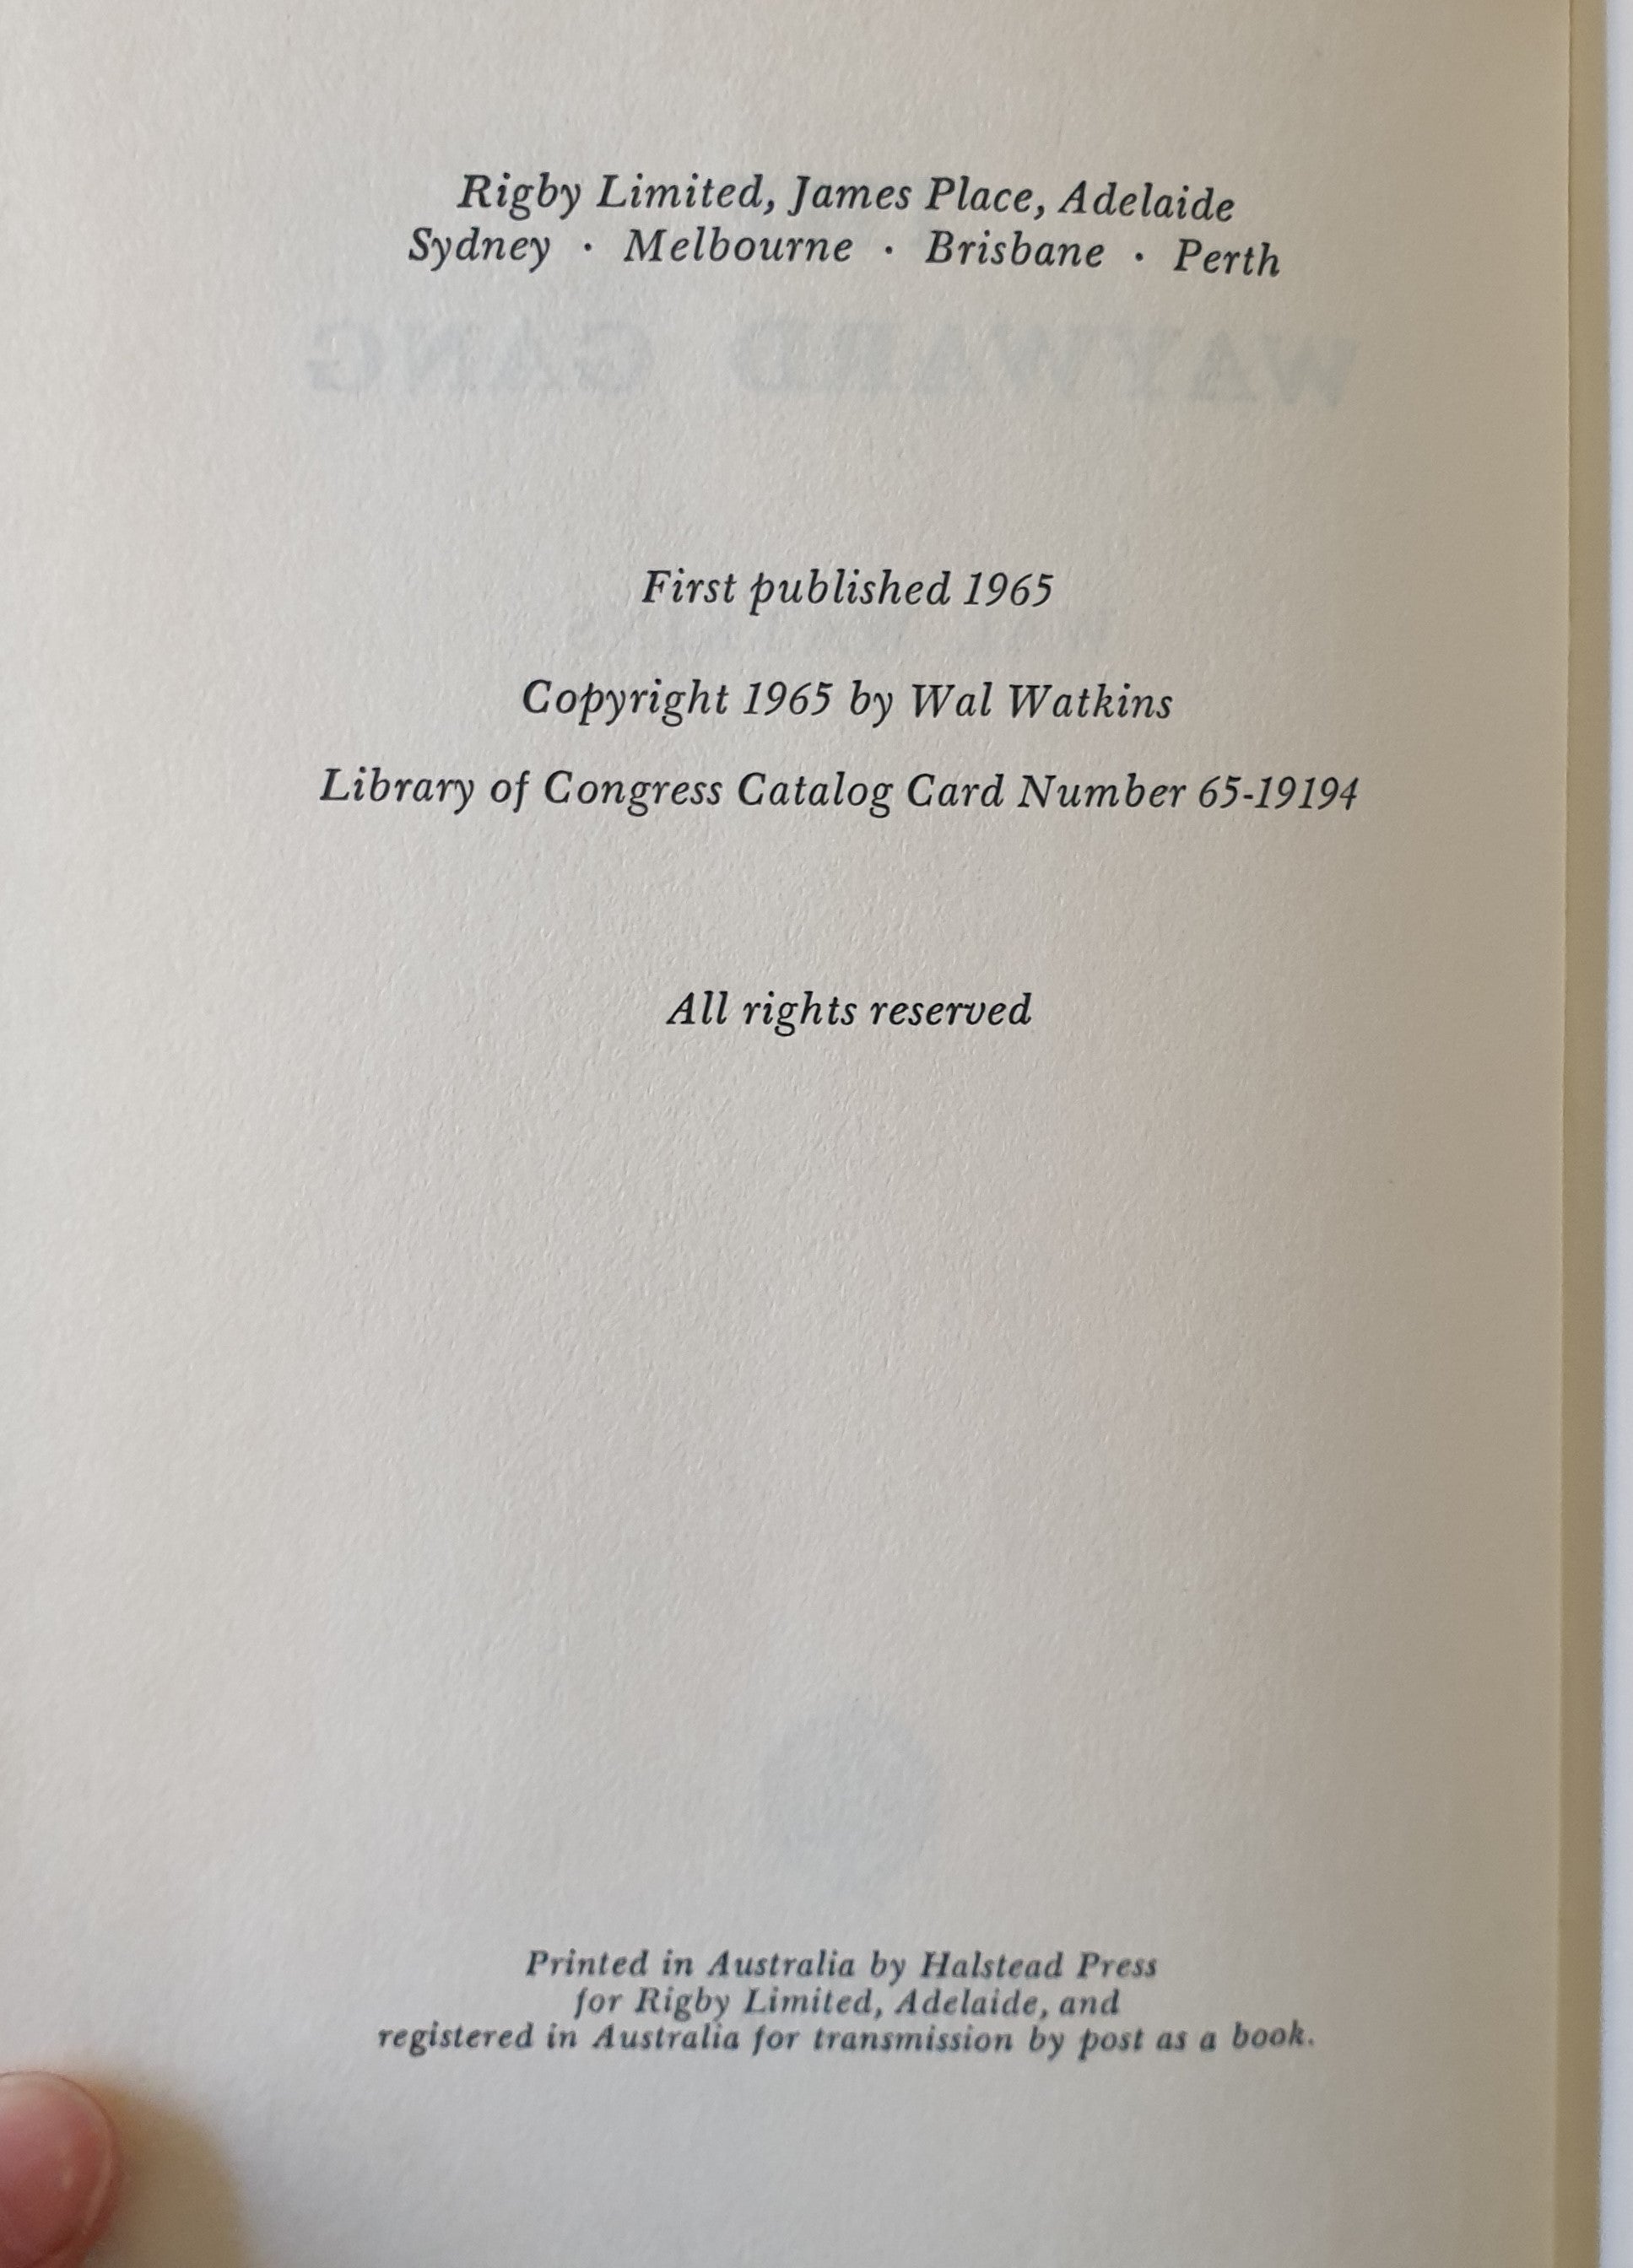 Rigby Limited, James Place, Adelaide
Sydney · Melbourne · Brisbane · Perth
WAYWARD GANG
First published 1965
Copyright 1965 by Wal Watkins
Library of Congress Catalog Card Number 65-19194
All rights reserved
Printed in Australia by Halstead Press
for Rigby Limited, Adelaide, and
registered in Australia for transmission by post as a book.